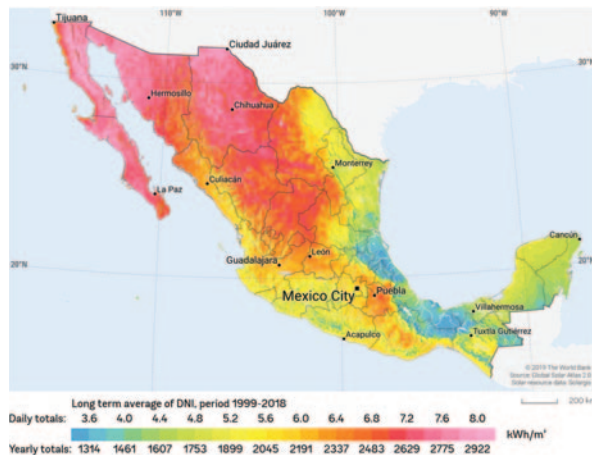 110°W
100°W
90°W
Tijuana
Ciudad Juárez
30°N
30°N
Hermosillo
Chihuahua
Monterrey
Culiacán
La Paz
Cancún
León
Guadalajara
20°N
20°N
Mexico City
Puebla
Villahermosa
Acapulco
Tuxtla Gutiérrez
© 2019 The World Bank
Source: Global Solar Atlas 2.0
Solar resource data: Solargis
200 km
Long term average of DNI, period 1999-2018
Daily totals: 3.6 4.0 4.4 4.8 5.2 5.6 6.0 6.4 6.8 7.2 7.6 8.0
kWh/m²
Yearly totals: 1314 1461 1607 1753 1899 2045 2191 2337 2483 2629 2775 2922